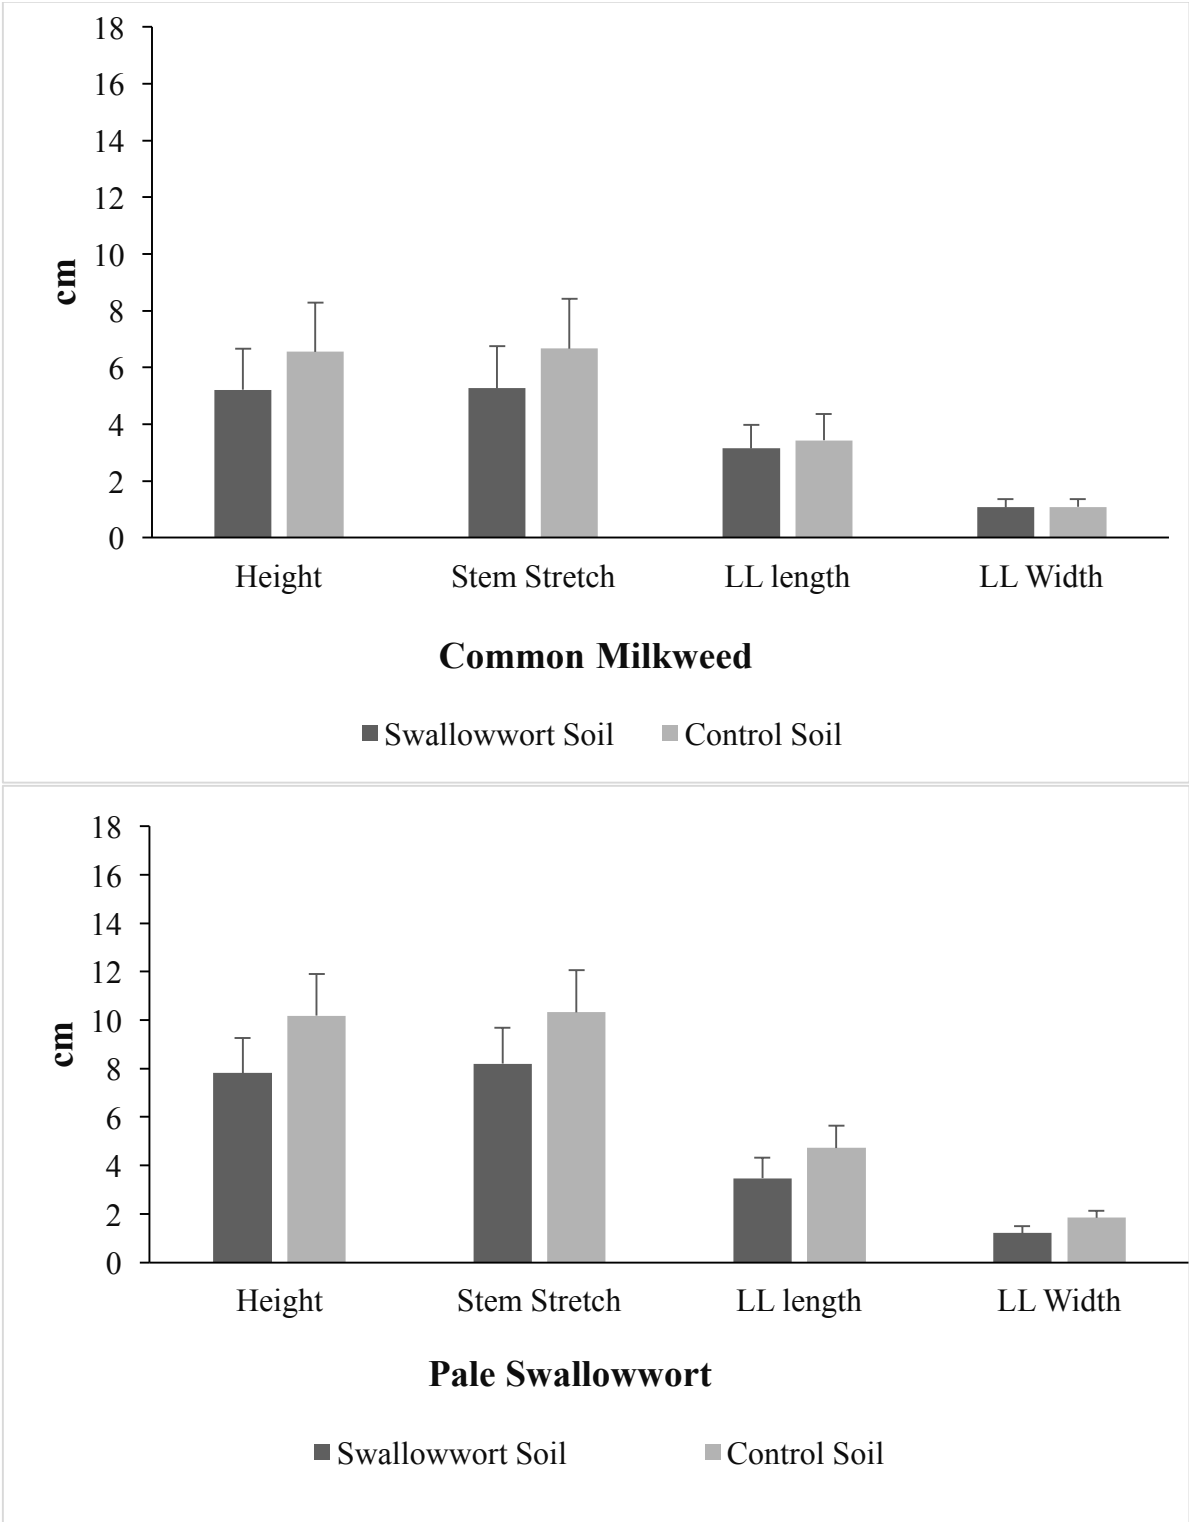 18
16
14
12
10
8
6
4
2
0
cm
Height Stem Stretch LL length LL Width
Common Milkweed
Swallowwort Soil Control Soil
18
16
14
12
10
8
6
4
2
0
cm
Height Stem Stretch LL length LL Width
Pale Swallowwort
Swallowwort Soil Control Soil